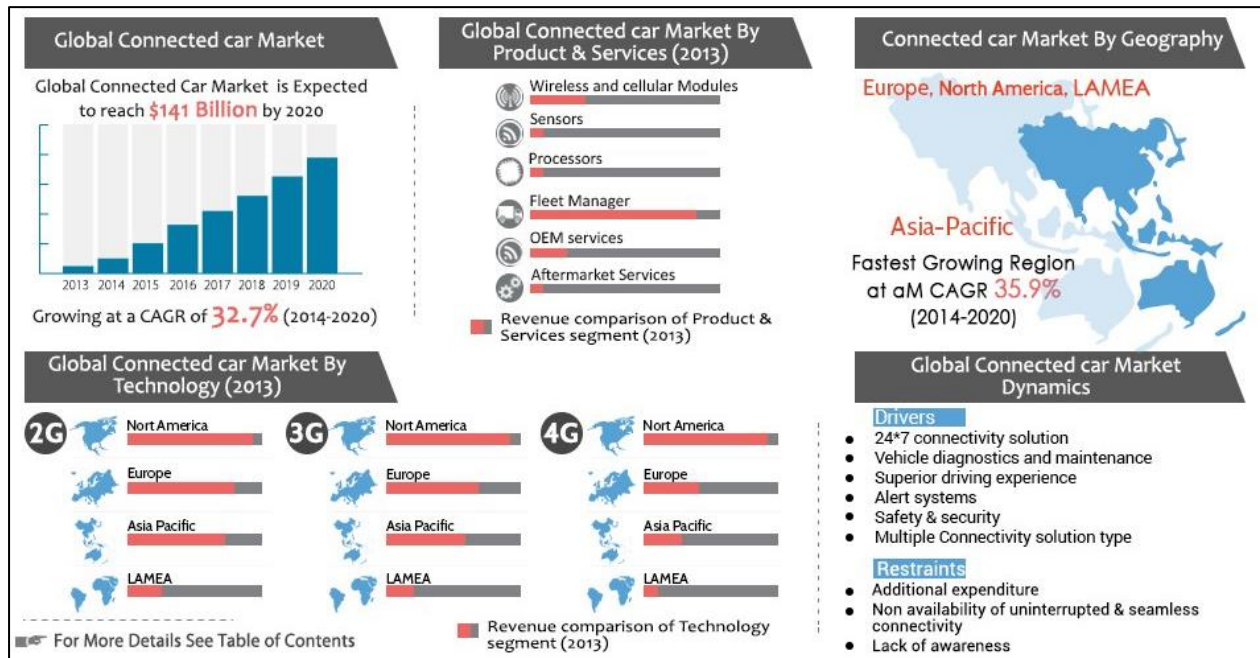 Global Connected car Market
Global Connected Car Market is Expected
to reach $141 Billion by 2020
2013 2014 2015 2016 2017 2018 2019 2020
Growing at a CAGR of 32.7% (2014-2020)
Global Connected car Market By
Product & Services (2013)
Wireless and cellular Modules
Sensors
Processors
Fleet Manager
OEM services
Aftermarket Services
Revenue comparison of Product &
Services segment (2013)
Connected car Market By Geography
Europe, North America, LAMEA
Asia-Pacific
Fastest Growing Region
at aM CAGR 35.9%
(2014-2020)
Global Connected car Market By
Technology (2013)
2G
Nort America
Europe
Asia Pacific
LAMEA
3G
Nort America
Europe
Asia Pacific
LAMEA
4G
Nort America
Europe
Asia Pacific
LAMEA
For More Details See Table of Contents
Revenue comparison of Technology
segment (2013)
Global Connected car Market
Dynamics
Drivers
● 24*7 connectivity solution
● Vehicle diagnostics and maintenance
● Superior driving experience
● Alert systems
● Safety & security
● Multiple Connectivity solution type
Restraints
● Additional expenditure
● Non availability of uninterrupted & seamless
connectivity
● Lack of awareness